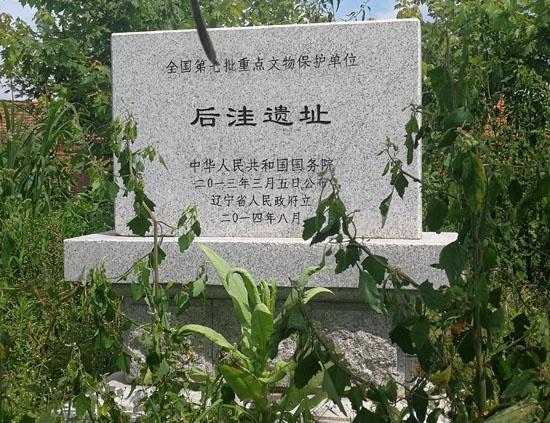 全国第七批重点文物保护单位
后洼遗址
中华人民共和国国务院
二〇一三年三月五日公布
辽宁省人民政府立
二〇一四年八月